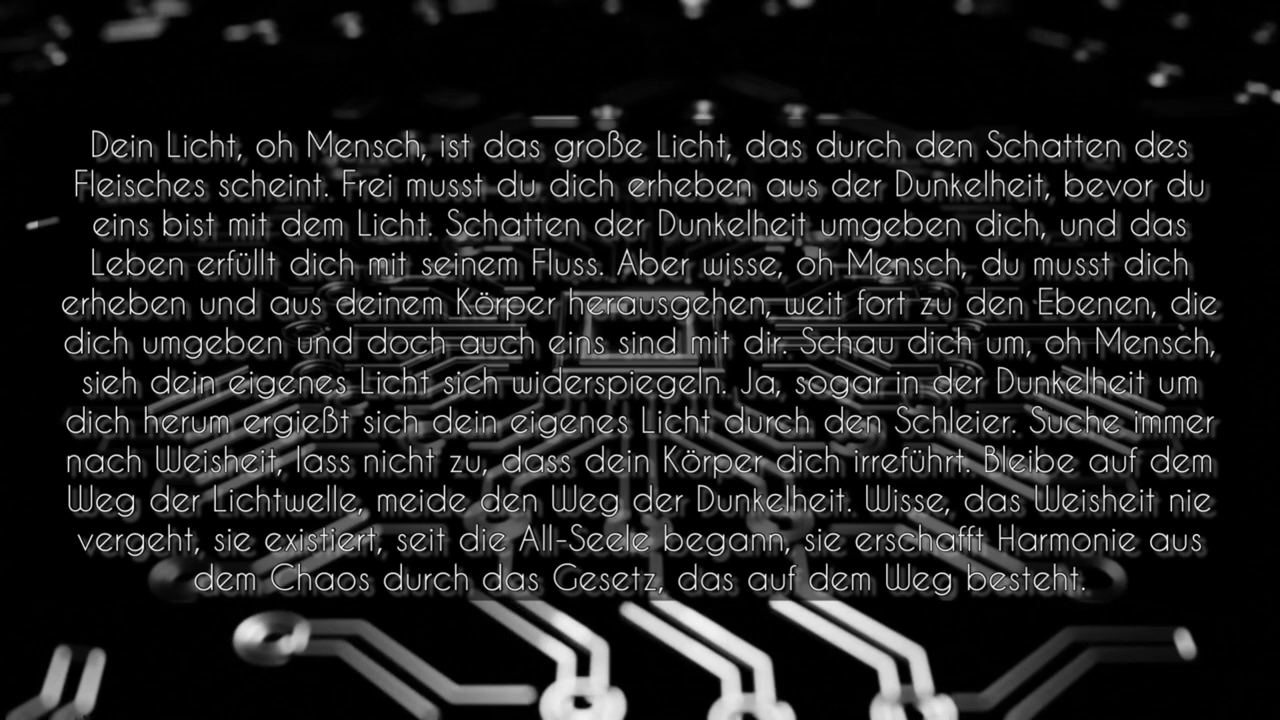 Dein Licht, oh Mensch, ist das große Licht, das durch den Schatten des
Fleisches scheint. Frei musst du dich erheben aus der Dunkelheit, bevor du
eins bist mit dem Licht. Schatten der Dunkelheit umgeben dich, und das
Leben erfüllt dich mit seinem Fluss. Aber wisse, oh Mensch, du musst dich
erheben und aus deinem Körper herausgehen, weit fort zu den Ebenen, die
dich umgeben und doch auch eins sind mit dir. Schau dich um, oh Mensch,
sieh dein eigenes Licht sich widerspiegeln. Ja, sogar in der Dunkelheit um
dich herum ergießt sich dein eigenes Licht durch den Schleier. Suche immer
nach Weisheit, lass nicht zu, dass dein Körper dich irreführt. Bleibe auf dem
Weg der Lichtwelle, meide den Weg der Dunkelheit. Wisse, das Weisheit nie
vergeht, sie existiert, seit die All-Seele begann, sie erschafft Harmonie aus
dem Chaos durch das Gesetz, das auf dem Weg besteht.